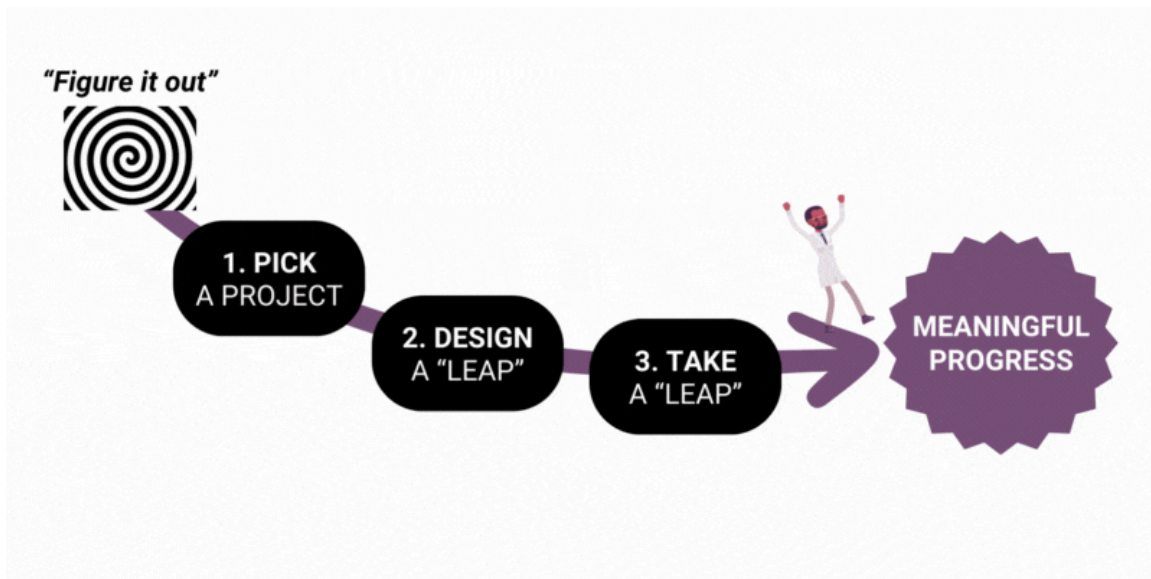 “Figure it out”
1. PICK
A PROJECT
2. DESIGN
A “LEAP”
3. TAKE
A “LEAP”
MEANINGFUL
PROGRESS